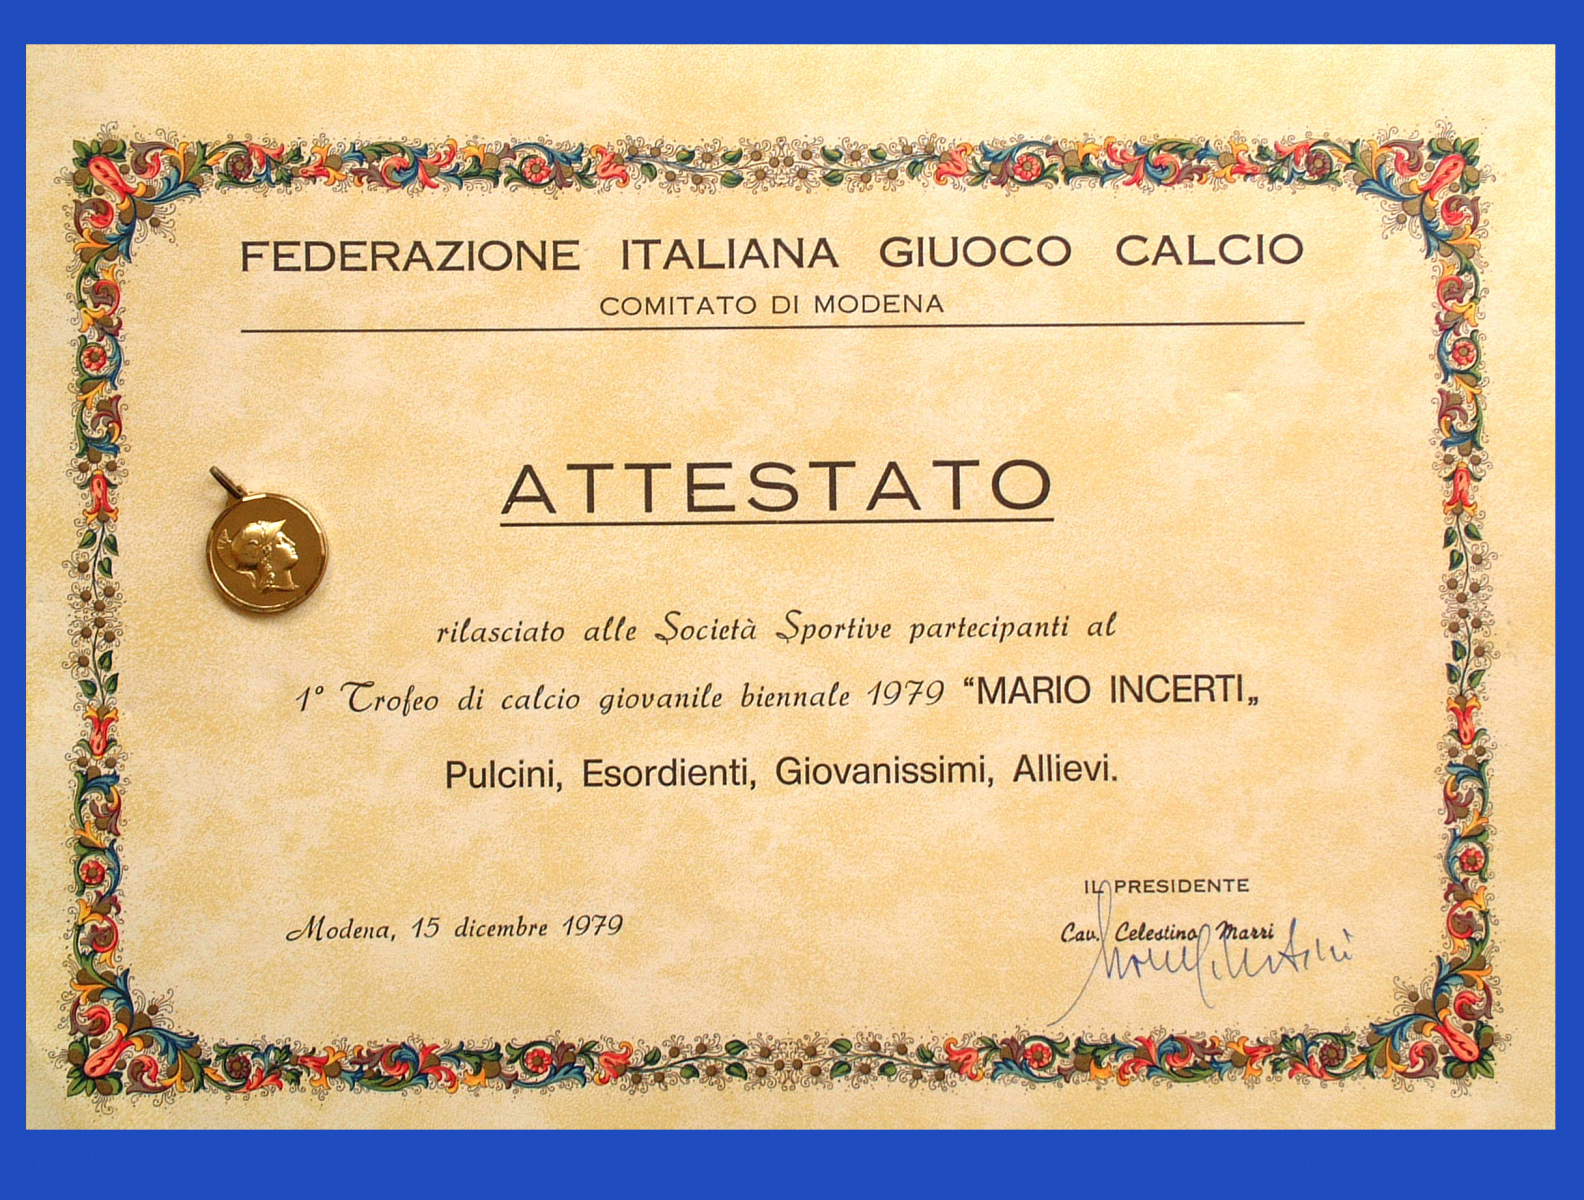 FEDERAZIONE ITALIANA GIUOCO CALCIO
COMITATO DI MODENA
ATTESTATO
rilasciato alle Società Sportive partecipanti al
1° Trofeo di calcio giovanile biennale 1979 “MARIO INCERTI„
Pulcini, Esordienti, Giovanissimi, Allievi.
IL PRESIDENTE
Modena, 15 dicembre 1979
Cav. Celestino Marri